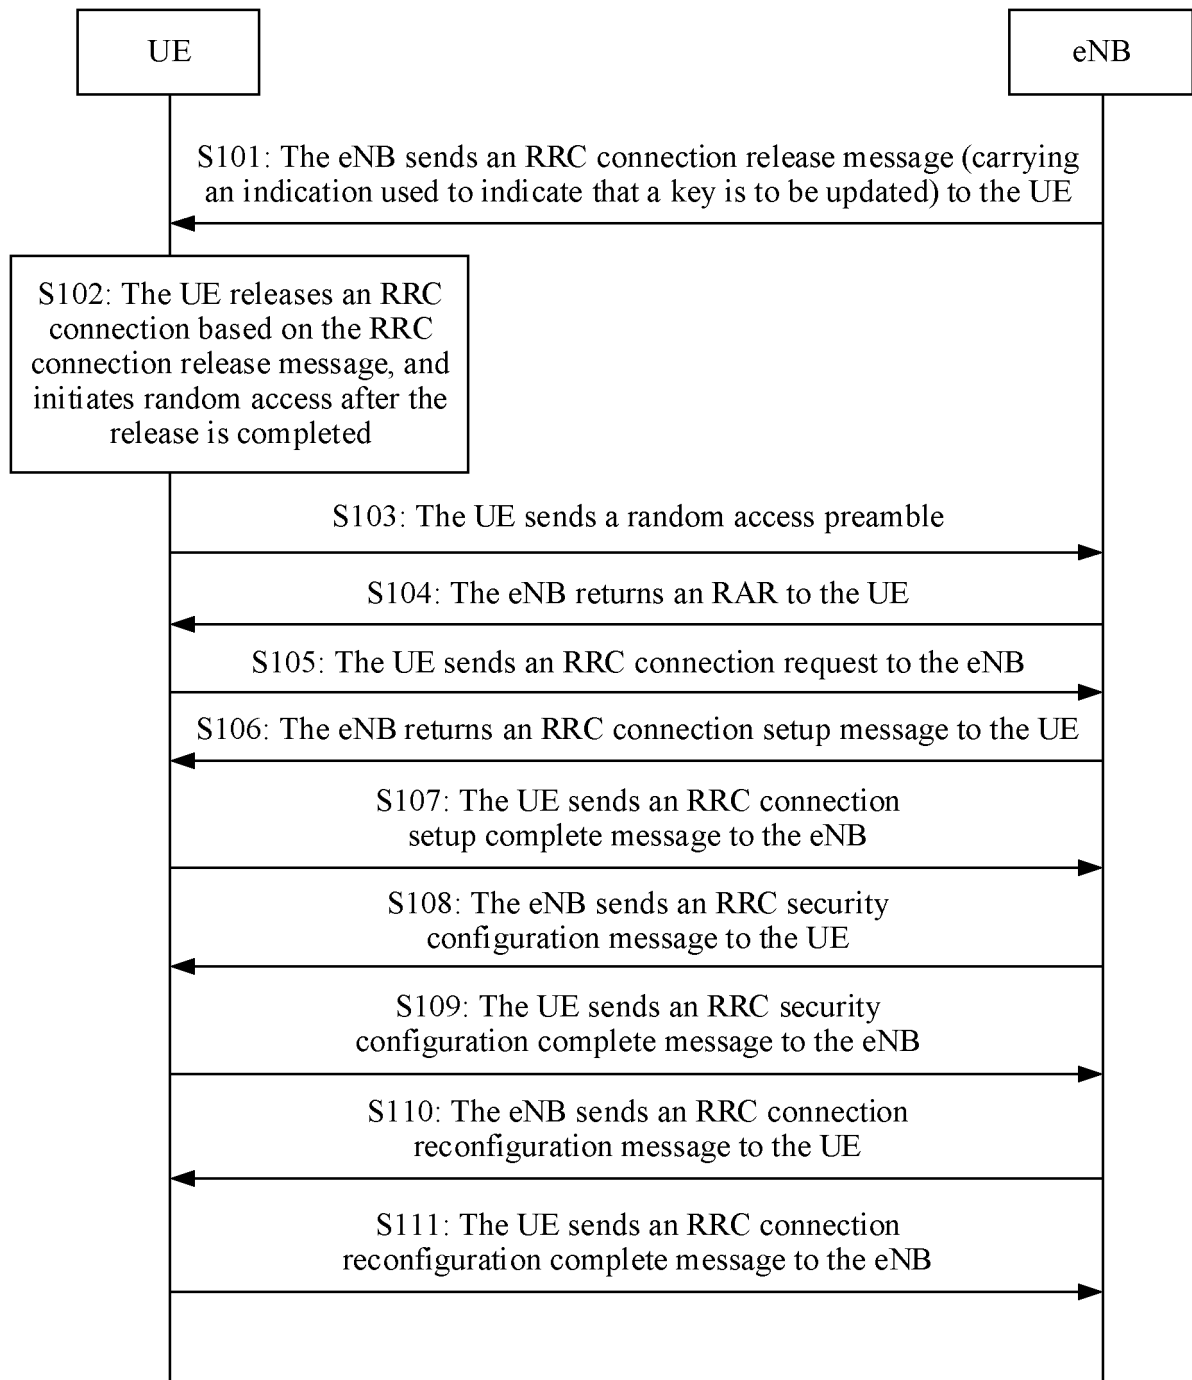 UE
eNB
S101: The eNB sends an RRC connection release message (carrying
an indication used to indicate that a key is to be updated) to the UE
S102: The UE releases an RRC
connection based on the RRC
connection release message, and
initiates random access after the
release is completed
S103: The UE sends a random access preamble
S104: The eNB returns an RAR to the UE
S105: The UE sends an RRC connection request to the eNB
S106: The eNB returns an RRC connection setup message to the UE
S107: The UE sends an RRC connection
setup complete message to the eNB
S108: The eNB sends an RRC security
configuration message to the UE
S109: The UE sends an RRC security
configuration complete message to the eNB
S110: The eNB sends an RRC connection
reconfiguration message to the UE
S111: The UE sends an RRC connection
reconfiguration complete message to the eNB